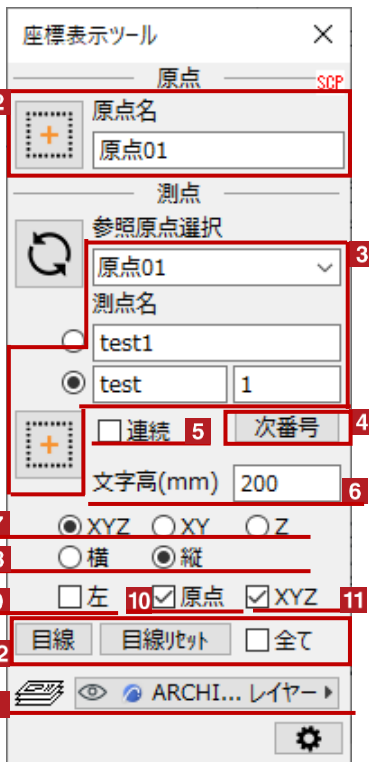 座標表示ツール
原点
SCP
2
原点名
原点01
測点
参照原点選択
原点01
3
測点名
test1
test 1
連続 5 次番号 4
文字高(mm) 200
6
XYZ XY Z
横 縦
左 10 原点 XYZ 11
目線 目線ﾘｾｯﾄ 全て
2
ARCHI... レイヤー